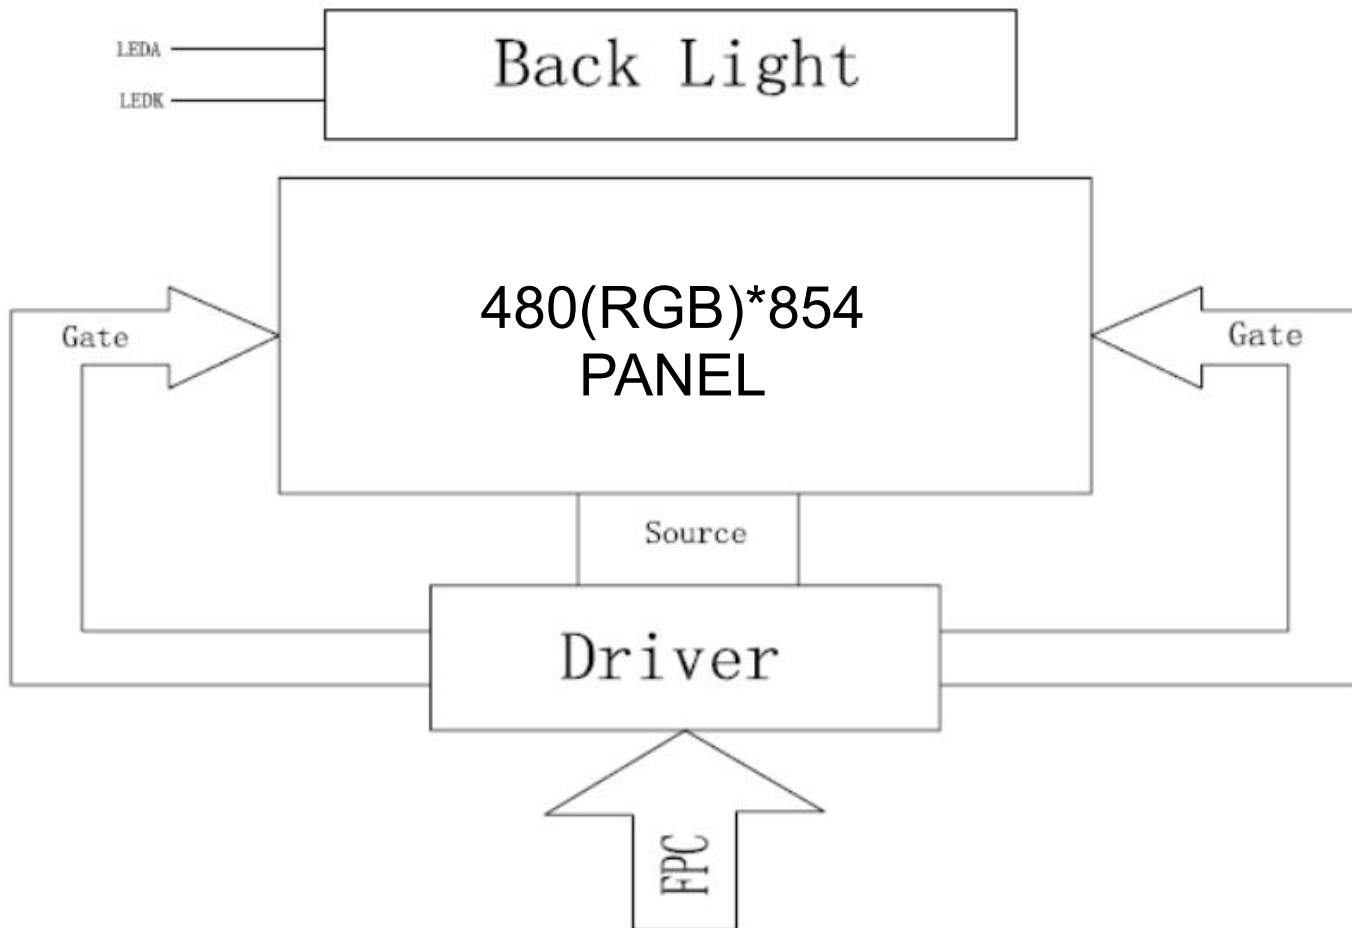 LEDA
LEDK
Back Light
480(RGB)*854
PANEL
Gate
Gate
Source
Driver
FPC